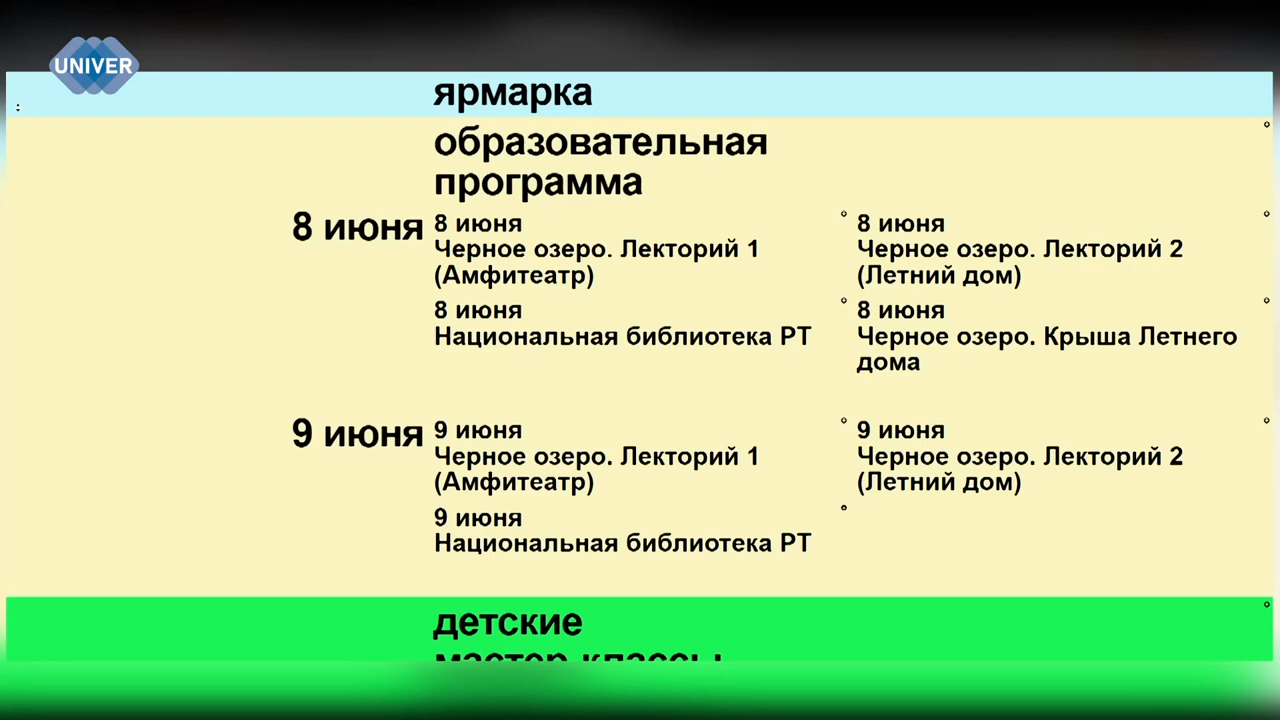 UNIVER
ярмарка
образовательная
программа
8 июня
8 июня
Черное озеро. Лекторий 1
(Амфитеатр)
8 июня
Черное озеро. Лекторий 2
(Летний дом)
8 июня
Национальная библиотека РТ
8 июня
Черное озеро. Крыша Летнего
дома
9 июня
9 июня
Черное озеро. Лекторий 1
(Амфитеатр)
9 июня
Черное озеро. Лекторий 2
(Летний дом)
9 июня
Национальная библиотека РТ
детские
мастер-классы